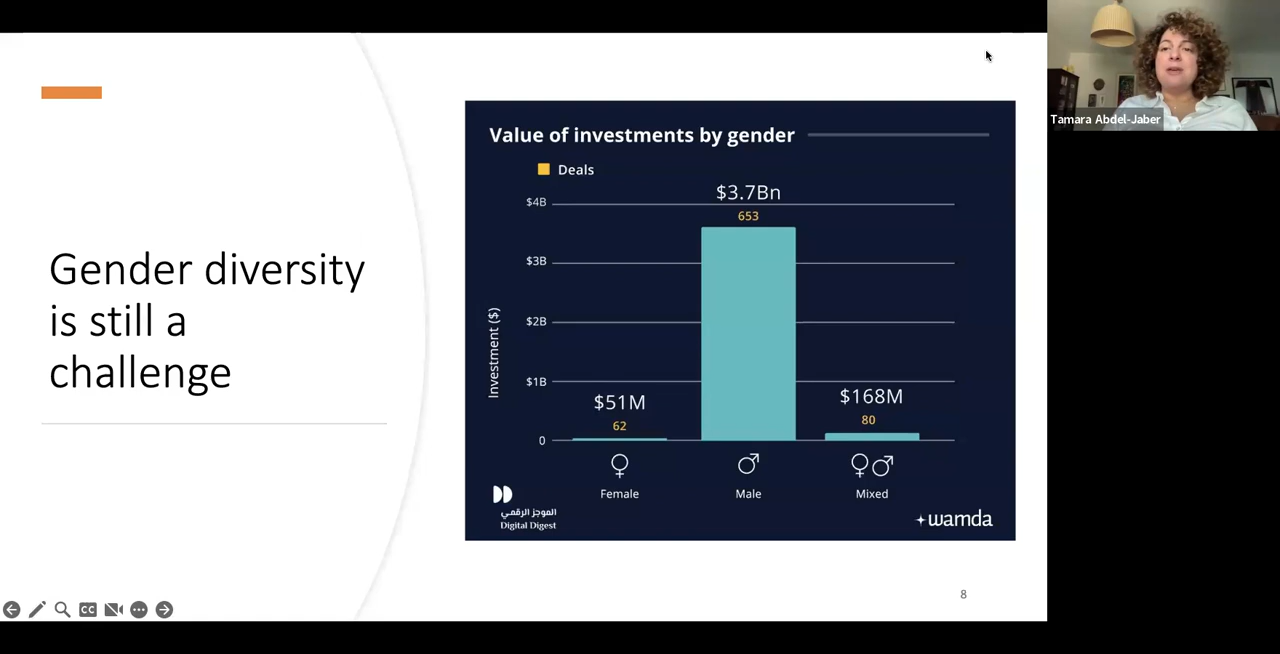 Gender diversity
is still a
challenge
Value of investments by gender
Deals
$3.7Bn
653
$4B
$3B
$2B
$1B
0
Investment ($)
$51M
62
$168M
80
Female
Male
Mixed
الموجز الرقمي
Digital Digest
wamda
8
CC
Tamara Abdel-Jaber